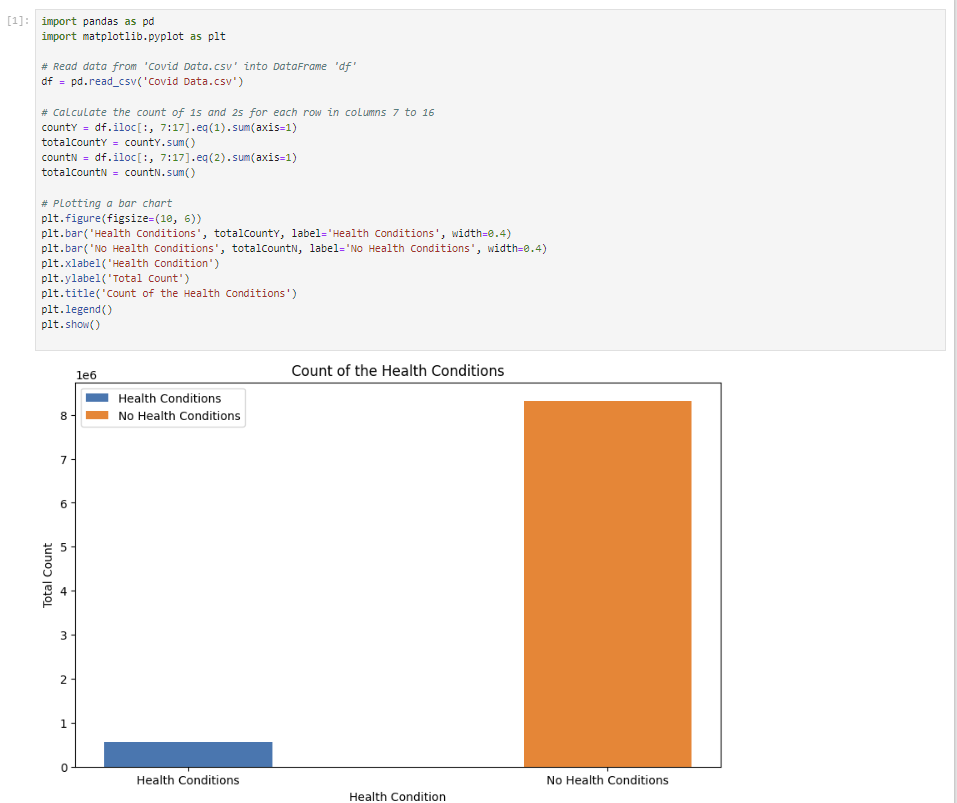 [1]:
import pandas as pd
import matplotlib.pyplot as plt
# Read data from 'Covid Data.csv' into DataFrame 'df'
df = pd.read_csv('Covid Data.csv')
# Calculate the count of 1s and 2s for each row in columns 7 to 16
countY = df.iloc[:, 7:17].eq(1).sum(axis=1)
totalCountY = countY.sum()
countN = df.iloc[:, 7:17].eq(2).sum(axis=1)
totalCountN = countN.sum()
# Plotting a bar chart
plt.figure(figsize=(10, 6))
plt.bar('Health Conditions', totalCountY, label='Health Conditions', width=0.4)
plt.bar('No Health Conditions', totalCountN, label='No Health Conditions', width=0.4)
plt.xlabel('Health Condition')
plt.ylabel('Total Count')
plt.title('Count of the Health Conditions')
plt.legend()
plt.show()
Count of the Health Conditions
1e6
Health Conditions
No Health Conditions
8
7
6
5
4
3
2
1
0
Total Count
Health Conditions
No Health Conditions
Health Condition